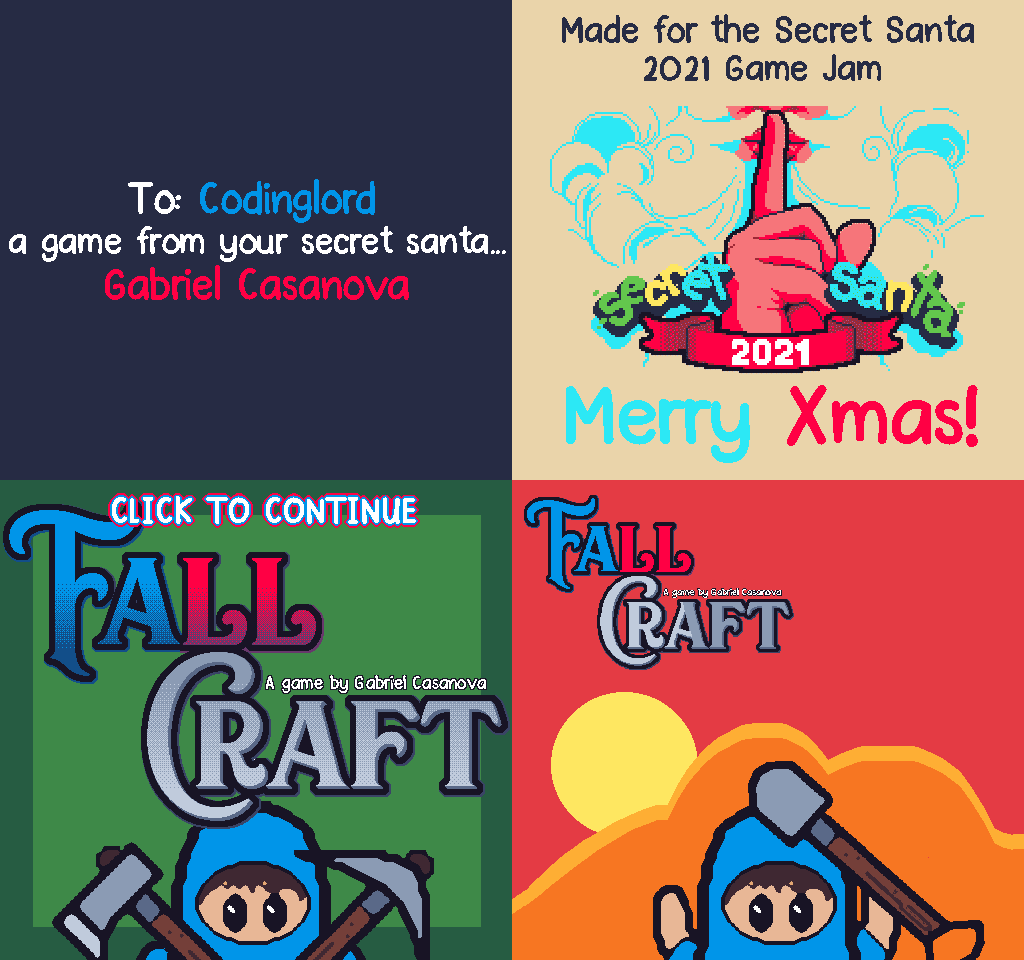 To: Codinglord
a game from your secret santa...
Gabriel Casanova
Made for the Secret Santa
2021 Game Jam
secret santa
2021
Merry Xmas!
CLICK TO CONTINUE
FALL
A game by Gabriel Casanova
CRAFT
FALL
A game by Gabriel Casanova
CRAFT